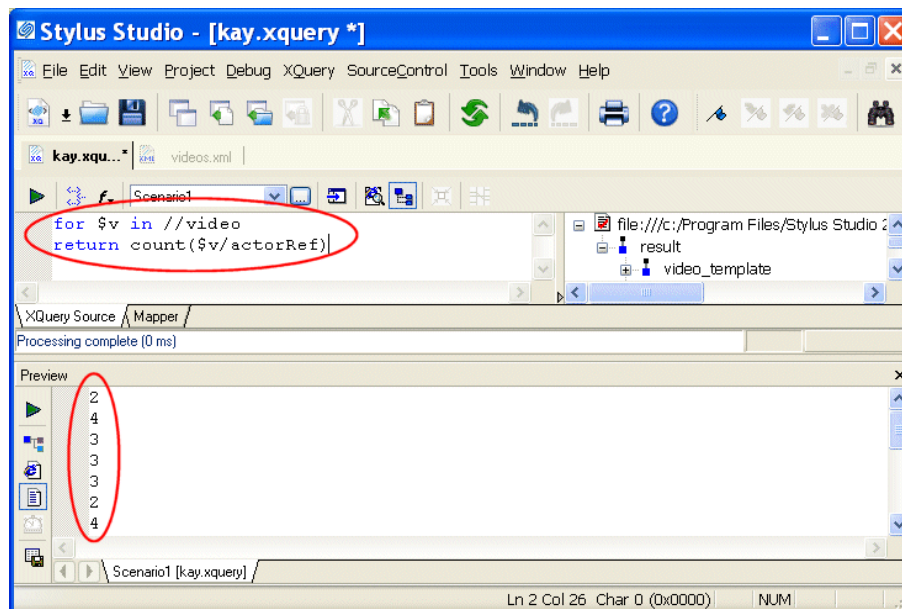 Stylus Studio - [kay.xquery *]
File Edit View Project Debug XQuery SourceControl Tools Window Help
kay.xqu...* videos.xml
Scenario1
for $v in //video
return count($v/actorRef)
file:///c:/Program Files/Stylus Studio 2
result
video_template
XQuery Source Mapper
Processing complete (0 ms)
Preview
2
4
3
3
3
2
4
Scenario1 [kay.xquery]
Ln 2 Col 26 Char 0 (0x0000) NUM